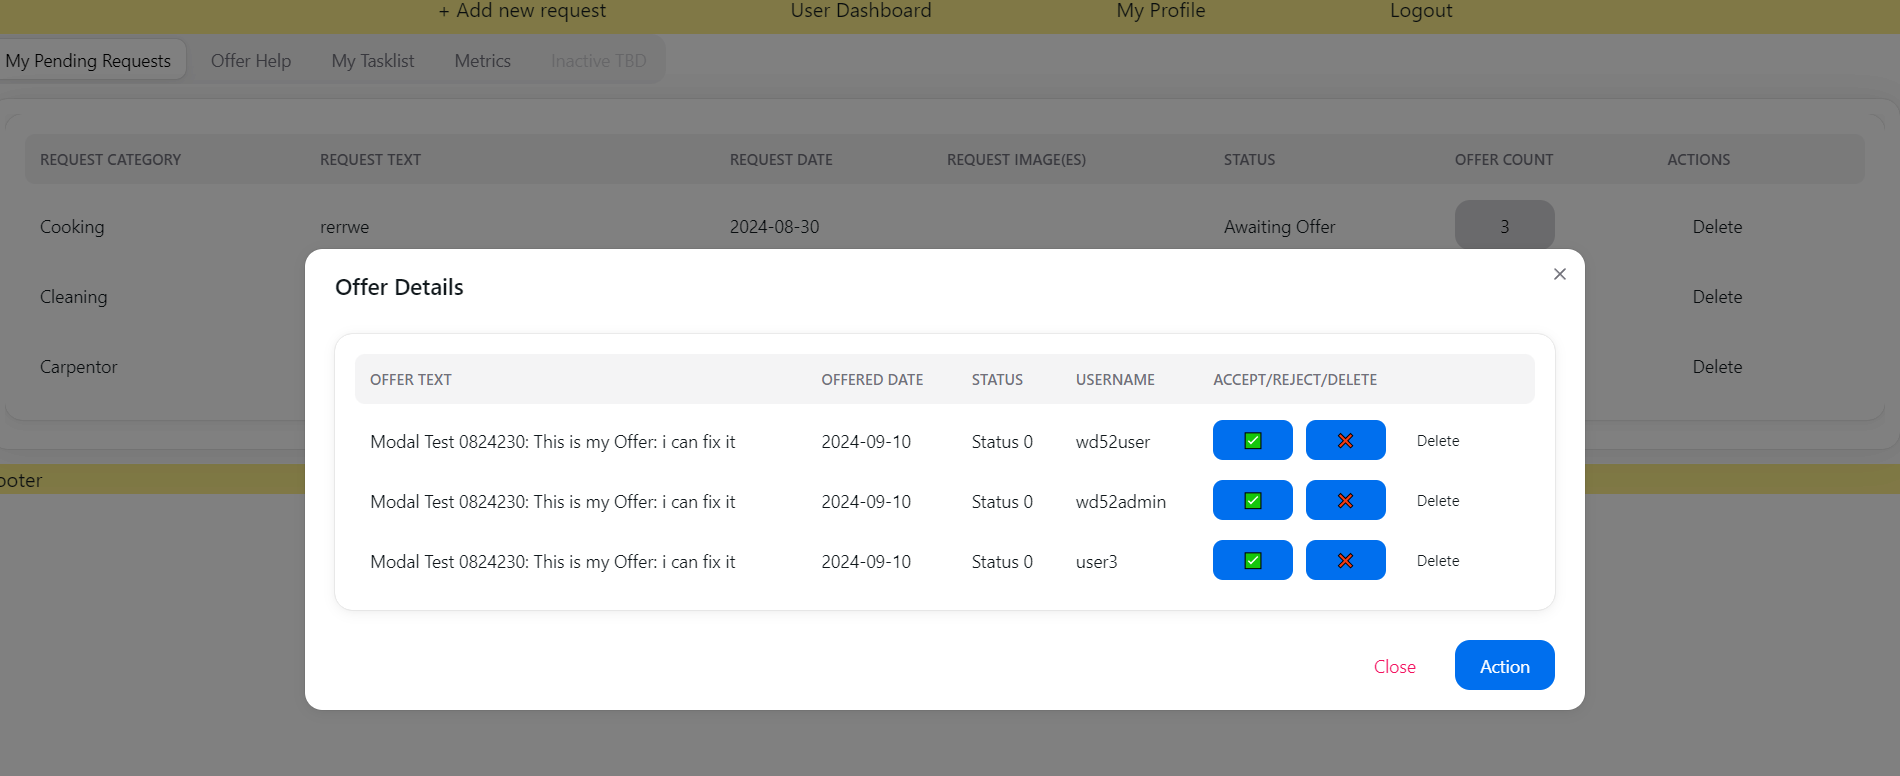 + Add new request User Dashboard My Profile Logout
My Pending Requests Offer Help My Tasklist Metrics Inactive TBD
REQUEST CATEGORY REQUEST TEXT REQUEST DATE REQUEST IMAGE(ES) STATUS OFFER COUNT ACTIONS
Cooking rerrwe 2024-08-30 Awaiting Offer 3 Delete
Cleaning Delete
Carpentor Delete
Offer Details
OFFER TEXT OFFERED DATE STATUS USERNAME ACCEPT/REJECT/DELETE
Modal Test 0824230: This is my Offer: i can fix it 2024-09-10 Status 0 wd52user Delete
Modal Test 0824230: This is my Offer: i can fix it 2024-09-10 Status 0 wd52admin Delete
Modal Test 0824230: This is my Offer: i can fix it 2024-09-10 Status 0 user3 Delete
Close Action
ooter